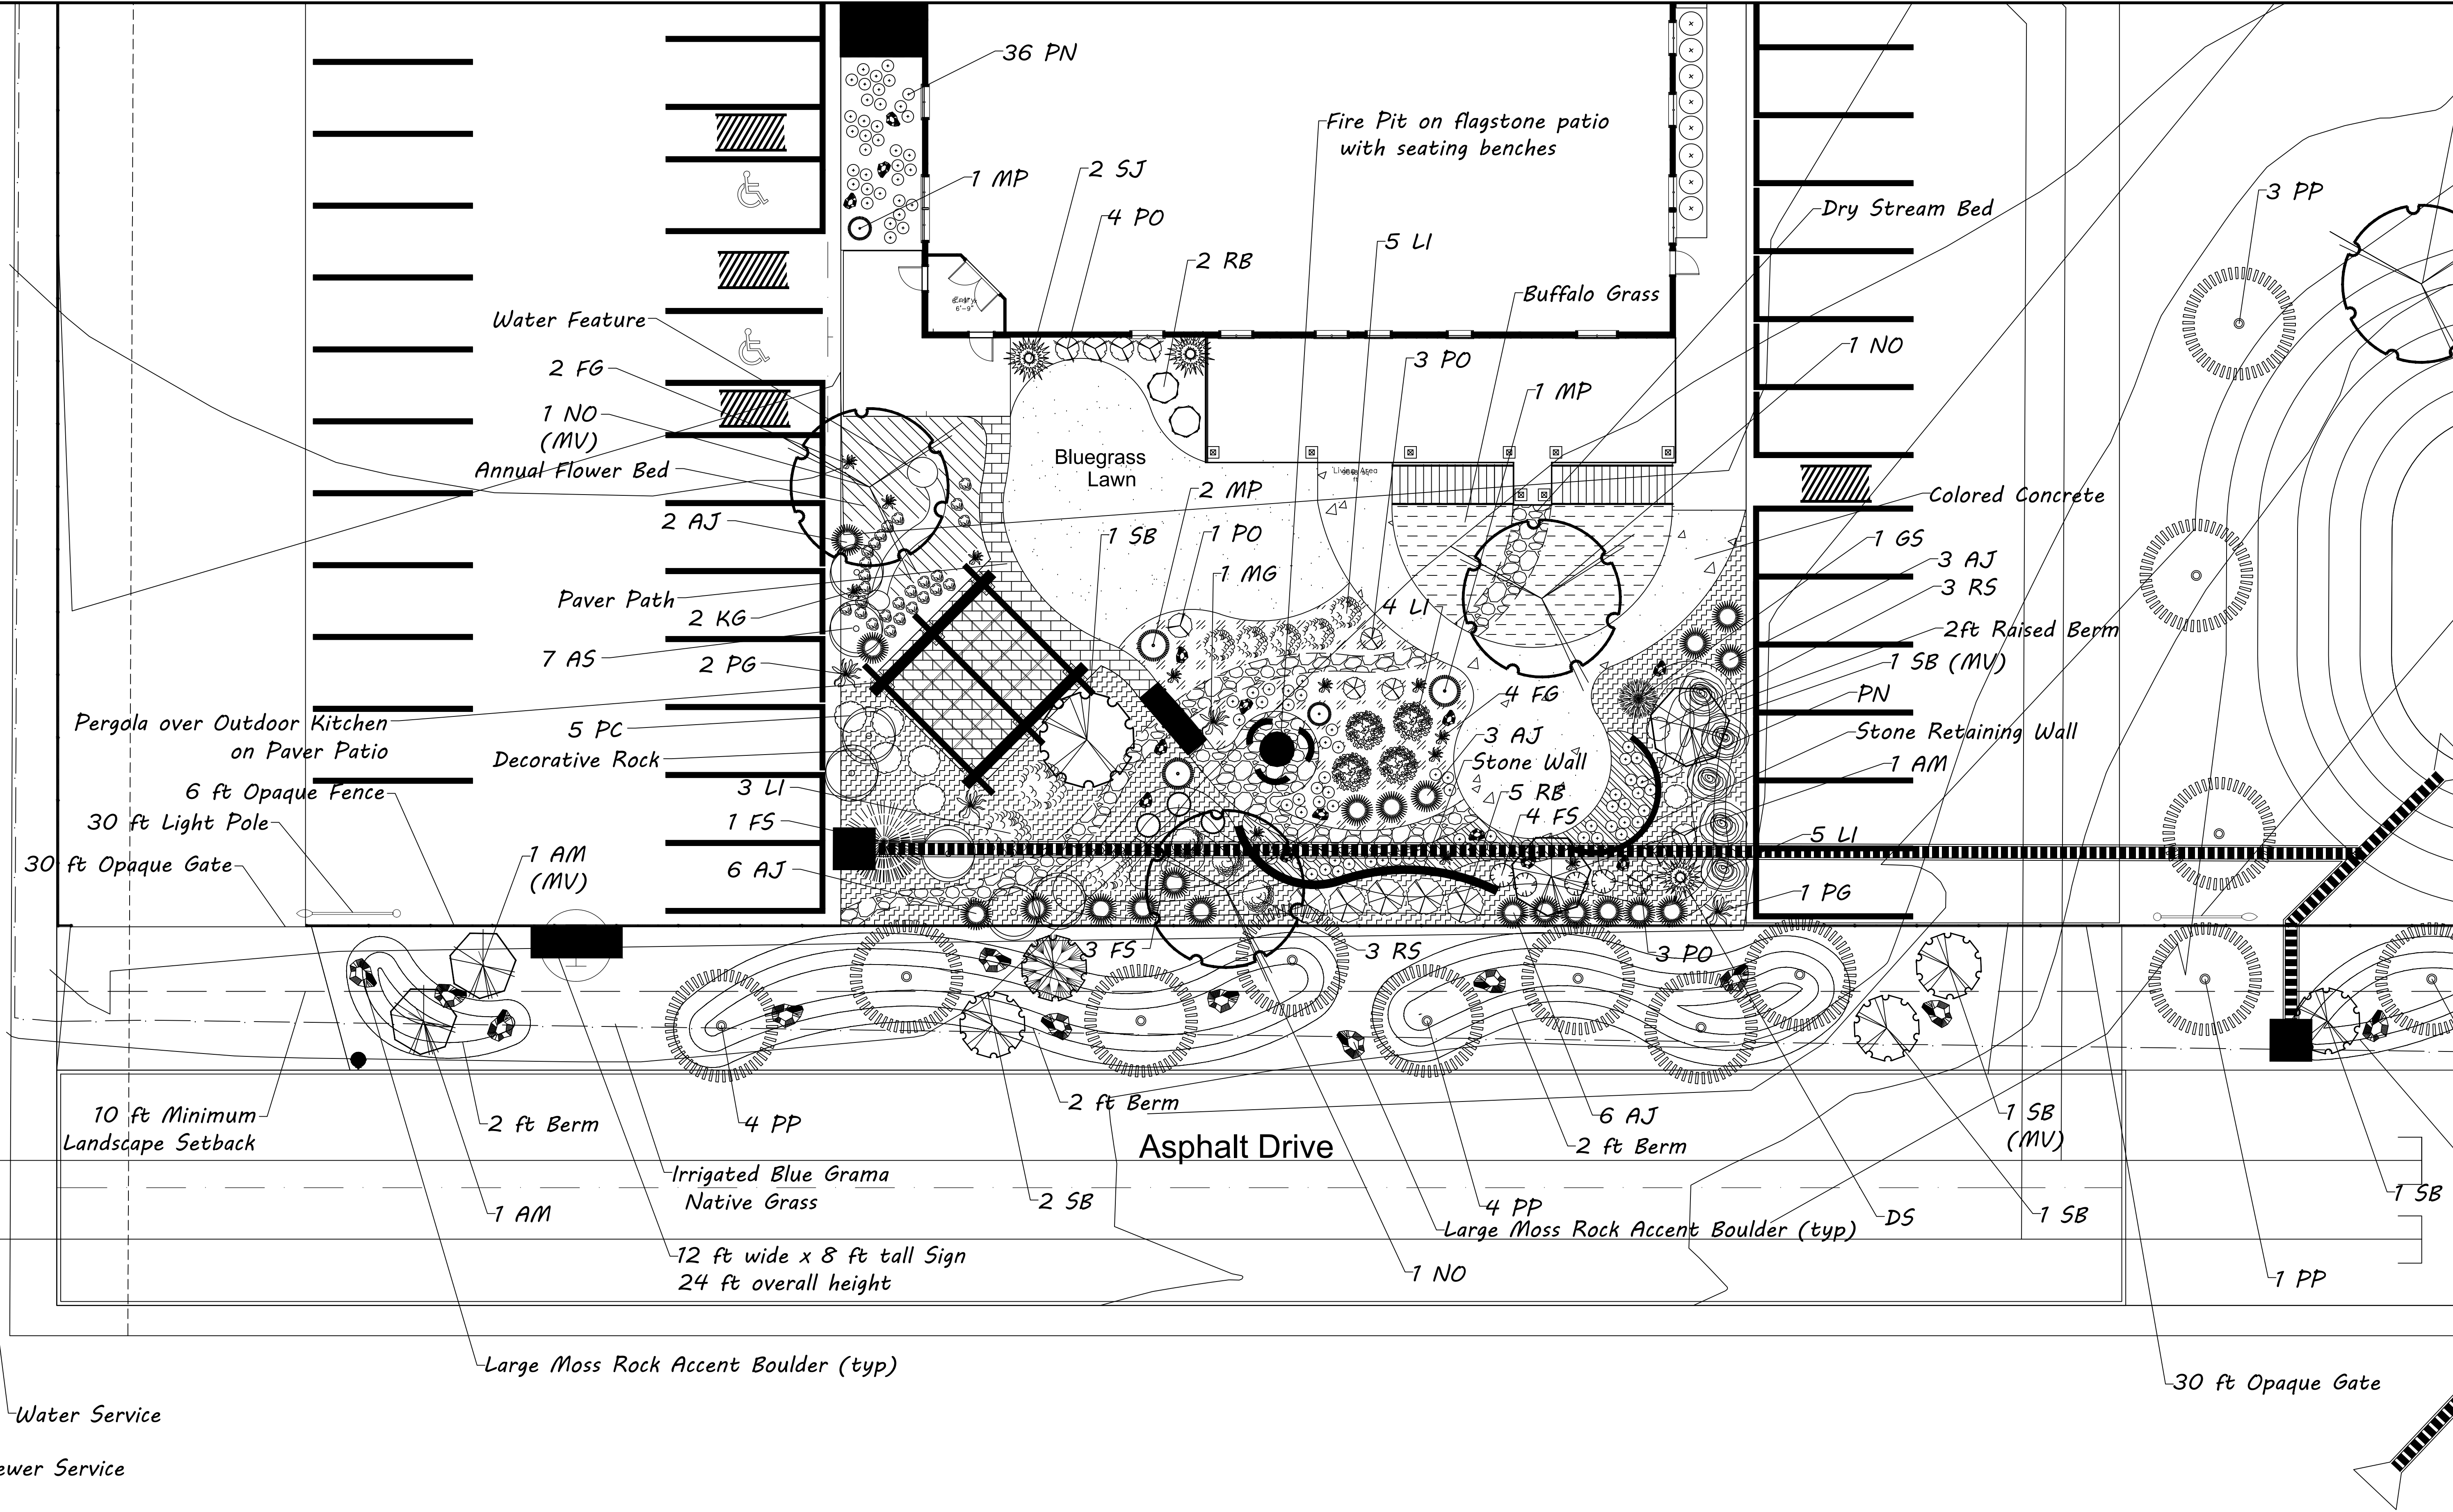 36 PN
Fire Pit on flagstone patio
with seating benches
1 MP
2 SJ
4 PO
2 RB
5 LI
3 PP
Dry Stream Bed
Entry
6'-9"
Water Feature
Buffalo Grass
2 FG
3 PO
1 NO
1 MP
1 NO
(MV)
Annual Flower Bed
Bluegrass
Lawn
Living Area
2 MP
Colored Concrete
2 AJ
1 SB
1 PO
1 GS
1 MG
3 AJ
3 RS
Paver Path
2 KG
4 LI
2ft Raised Berm
7 AS
2 PG
1 SB (MV)
4 FG
PN
Pergola over Outdoor Kitchen
on Paver Patio
5 PC
Decorative Rock
3 AJ
Stone Wall
Stone Retaining Wall
1 AM
6 ft Opaque Fence
3 LI
5 RB
30 ft Light Pole
1 FS
4 FS
5 LI
30 ft Opaque Gate
1 AM
(MV)
6 AJ
1 PG
3 FS
3 RS
3 PO
10 ft Minimum
Landscape Setback
2 ft Berm
4 PP
2 ft Berm
Asphalt Drive
6 AJ
2 ft Berm
1 SB
(MV)
Irrigated Blue Grama
Native Grass
1 AM
2 SB
4 PP
Large Moss Rock Accent Boulder (typ)
DS
1 SB
1 SB
12 ft wide x 8 ft tall Sign
24 ft overall height
1 NO
1 PP
Large Moss Rock Accent Boulder (typ)
30 ft Opaque Gate
Water Service
ewer Service